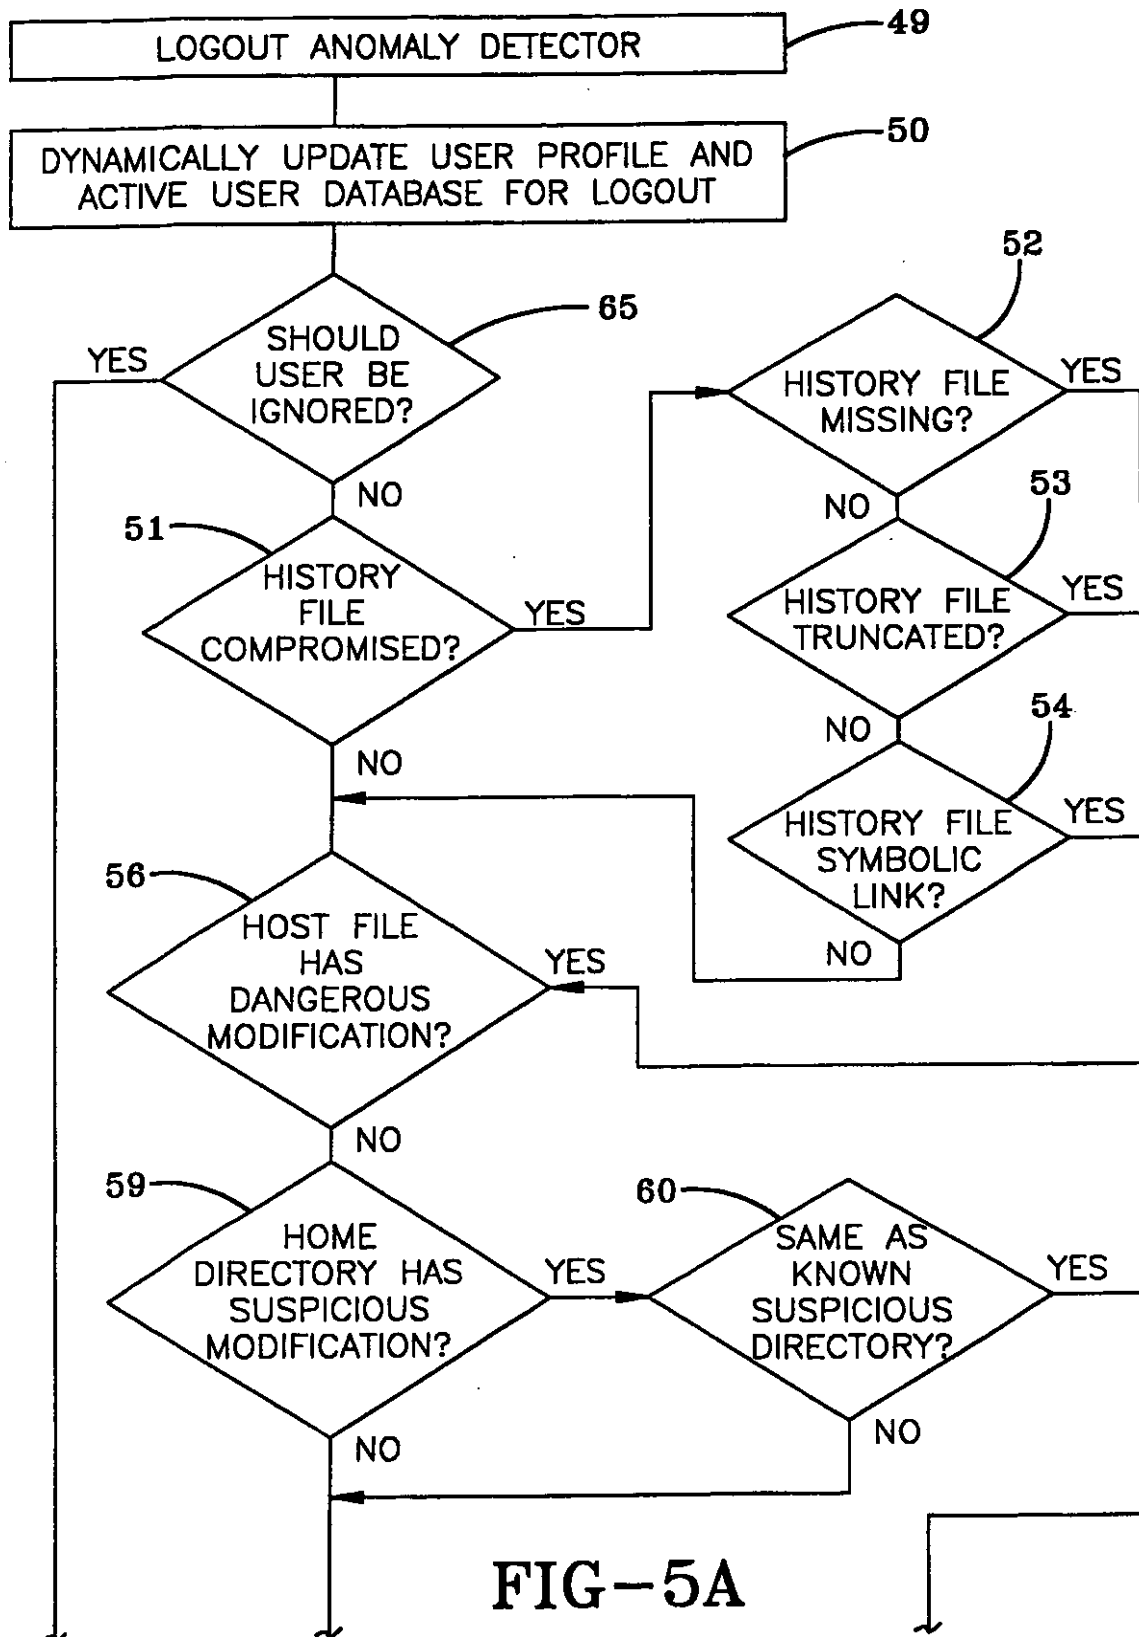 LOGOUT ANOMALY DETECTOR
49
DYNAMICALLY UPDATE USER PROFILE AND
ACTIVE USER DATABASE FOR LOGOUT
50
SHOULD
USER BE
IGNORED?
65
YES
NO
51
HISTORY
FILE
COMPROMISED?
YES
NO
52
HISTORY FILE
MISSING?
YES
NO
53
HISTORY FILE
TRUNCATED?
YES
NO
54
HISTORY FILE
SYMBOLIC
LINK?
YES
NO
56
HOST FILE
HAS
DANGEROUS
MODIFICATION?
YES
NO
59
HOME
DIRECTORY HAS
SUSPICIOUS
MODIFICATION?
YES
NO
60
SAME AS
KNOWN
SUSPICIOUS
DIRECTORY?
YES
NO
FIG-5A